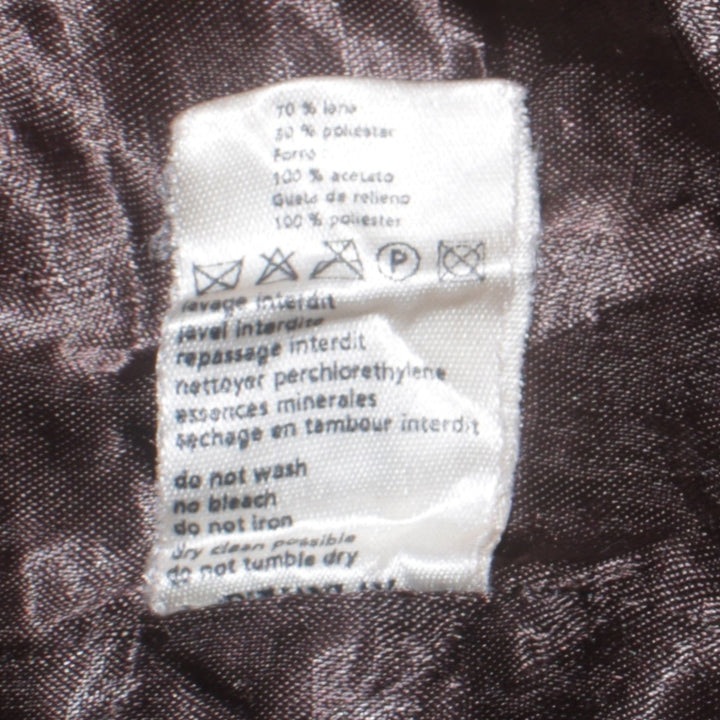 70 % lana
30 % poliéster
Forro
100 % acetato
Guata de relleno
100 % poliester
P
lavage interdit
javel interdite
repassage interdit
nettoyer perchlorethylene
essences minerales
sechage en tambour interdit
do not wash
no bleach
do not iron
dry clean possible
do not tumble dry